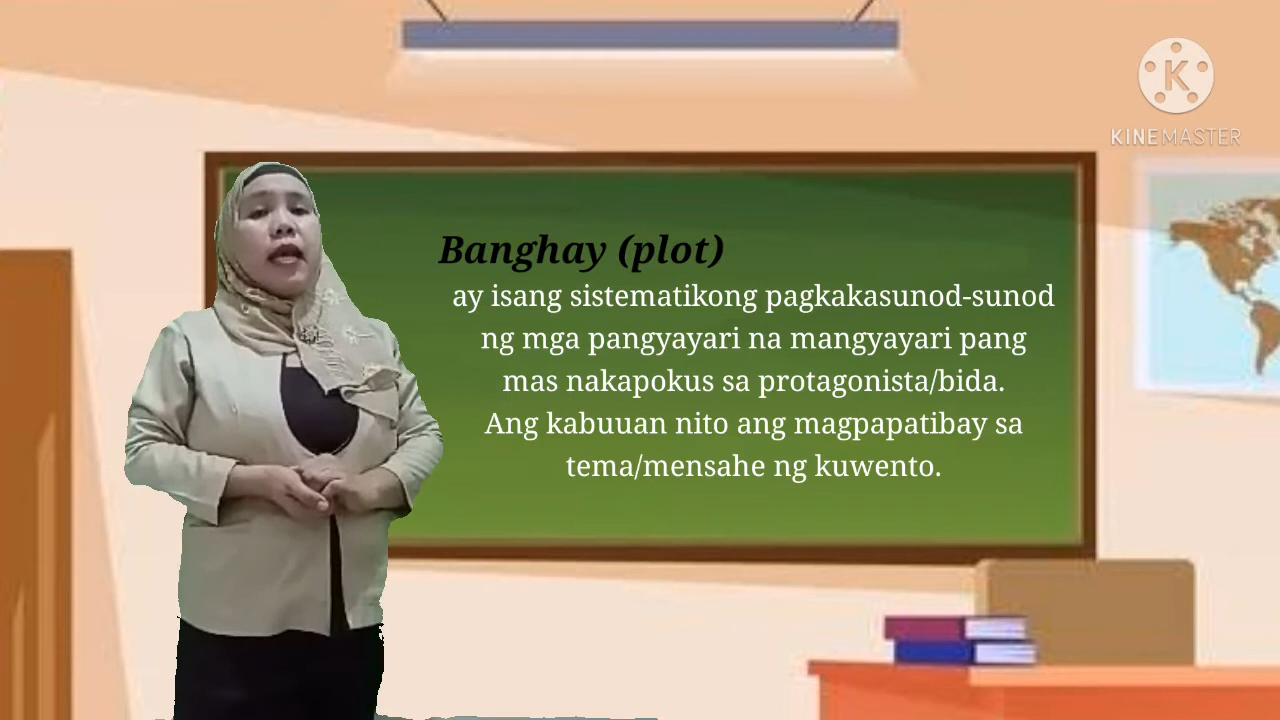 KINEMASTER
Banghay (plot)
ay isang sistematikong pagkakasunod-sunod
ng mga pangyayari na mangyayari pang
mas nakapokus sa protagonista/bida.
Ang kabuuan nito ang magpapatibay sa
tema/mensahe ng kuwento.